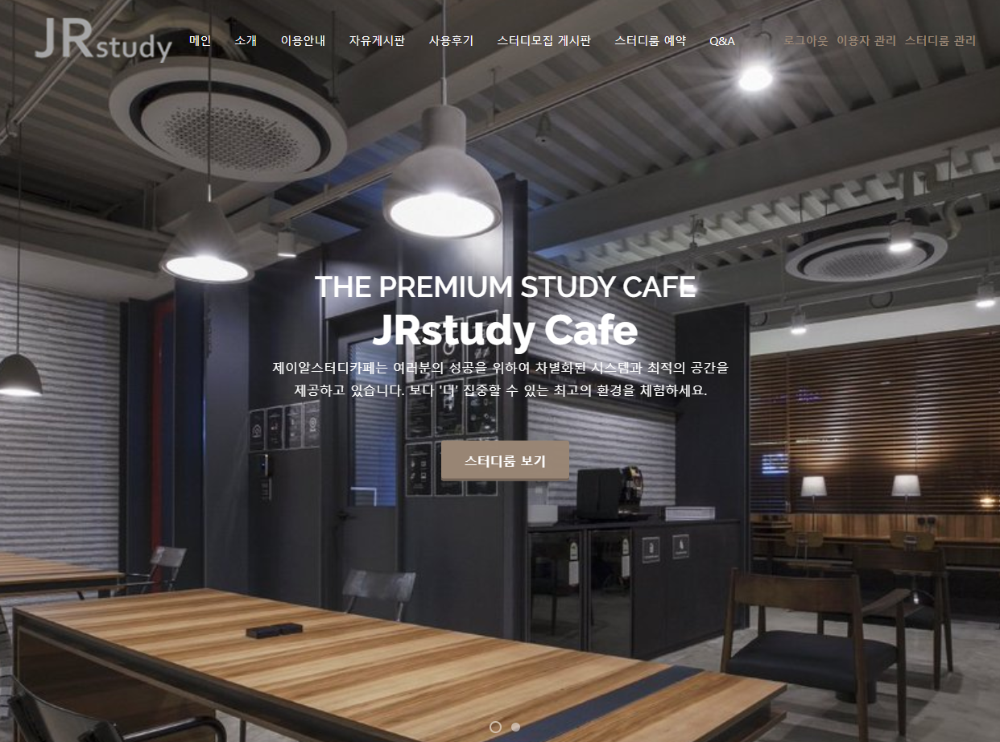 JRstudy 메인 소개 이용안내 자유게시판 사용후기 스터디모집 게시판 스터디룸 예약 Q&A 로그아웃 이용자 관리 스터디룸 관리
THE PREMIUM STUDY CAFE
JRstudy Cafe
제이알스터디카페는 여러분의 성공을 위하여 차별화된 시스템과 최적의 공간을
제공하고 있습니다. 보다 '더' 집중할 수 있는 최고의 환경을 체험하세요.
스터디룸 보기